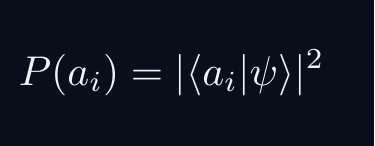 P(a_i) = |⟨a_i|ψ⟩|^2